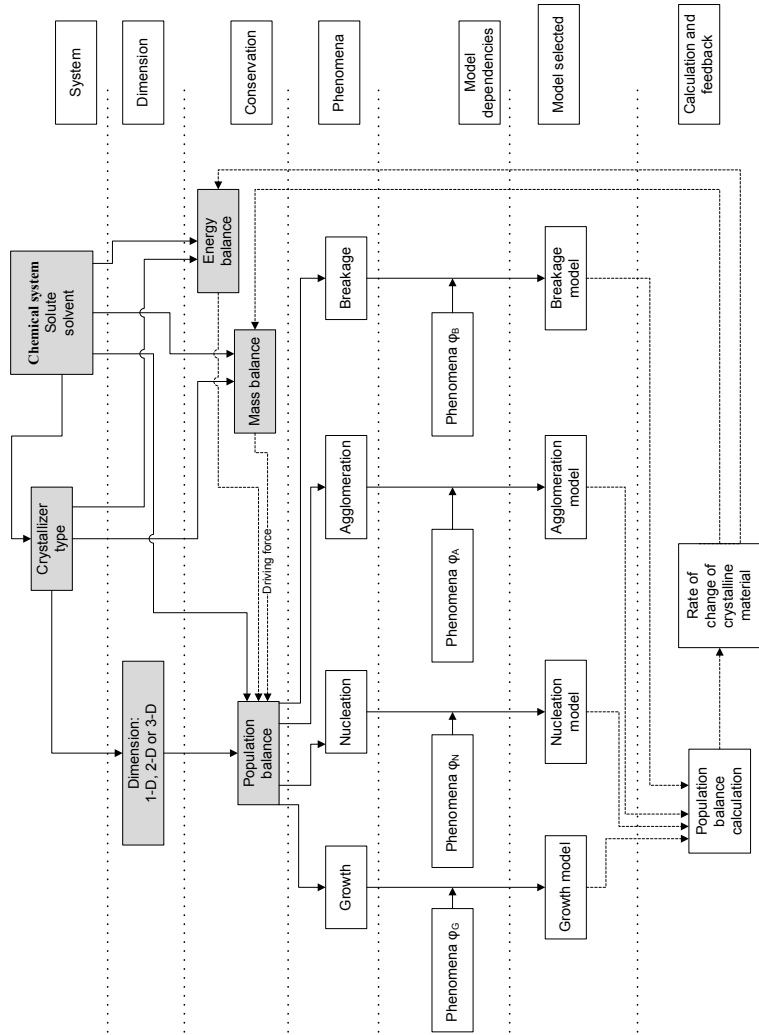 System
Chemical system
Solute
solvent
Crystallizer
type
Dimension
Dimension:
1-D, 2-D or 3-D
Conservation
Energy
balance
Mass balance
Driving force
Population
balance
Phenomena
Breakage
Agglomeration
Nucleation
Growth
Model
dependencies
Phenomena φB
Phenomena φA
Phenomena φN
Phenomena φG
Model selected
Breakage
model
Agglomeration
model
Nucleation
model
Growth model
Calculation and
feedback
Rate of
change of
crystalline
material
Population
balance
calculation